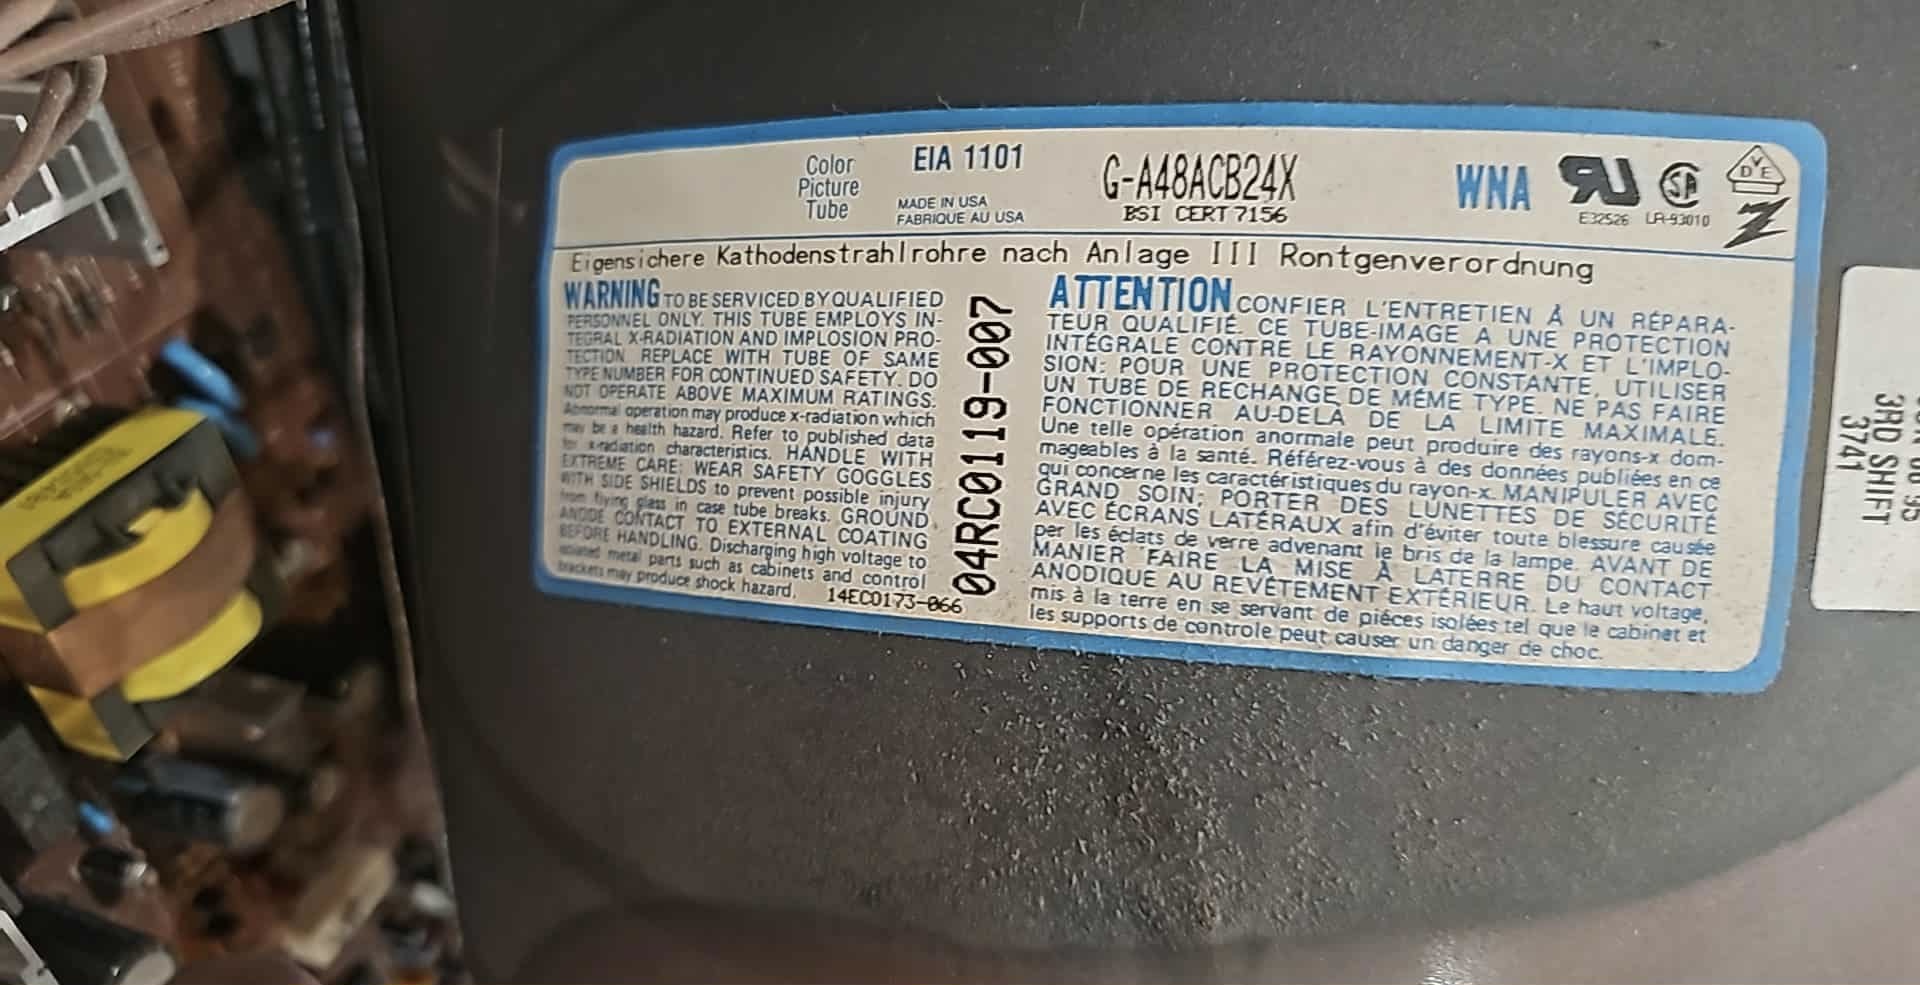 Color
Picture
Tube
EIA 1101
MADE IN USA
FABRIQUE AU USA
G-A48ACB24X
BSI CERT 7156
WNA
E32526
LR-93010
VDE
Eigensichere Kathodenstrahlrohre nach Anlage III Rontgenverordnung
WARNING TO BE SERVICED BY QUALIFIED
PERSONNEL ONLY. THIS TUBE EMPLOYS IN-
TEGRAL X-RADIATION AND IMPLOSION PRO-
TECTION REPLACE WITH TUBE OF SAME
TYPE NUMBER FOR CONTINUED SAFETY. DO
NOT OPERATE ABOVE MAXIMUM RATINGS.
Abnormal operation may produce x-radiation which
may be a health hazard. Refer to published data
for x-radiation characteristics. HANDLE WITH
EXTREME CARE: WEAR SAFETY GOGGLES
WITH SIDE SHIELDS to prevent possible injury
from flying glass in case tube breaks. GROUND
ANODE CONTACT TO EXTERNAL COATING
BEFORE HANDLING. Discharging high voltage to
isolated metal parts such as cabinets and control
brackets may produce shock hazard.
14EC0173-066
04RC0119-007
ATTENTION CONFIER L'ENTRETIEN À UN RÉPARA-
TEUR QUALIFIÉ. CE TUBE-IMAGE A UNE PROTECTION
INTÉGRALE CONTRE LE RAYONNEMENT-X ET L'IMPLO-
SION: POUR UNE PROTECTION CONSTANTE, UTILISER
UN TUBE DE RECHANGE DE MÊME TYPE. NE PAS FAIRE
FONCTIONNER AU-DELÀ DE LA LIMITE MAXIMALE.
Une telle opération anormale peut produire des rayons-x dom-
mageables à la santé. Référez-vous à des données publiées en ce
qui concerne les caractéristiques du rayon-x. MANIPULER AVEC
GRAND SOIN: PORTER DES LUNETTES DE SÉCURITÉ
AVEC ÉCRANS LATÉRAUX afin d'éviter toute blessure causée
per les éclats de verre advenant le bris de la lampe. AVANT DE
MANIER FAIRE LA MISE À LATERRE DU CONTACT
ANODIQUE AU REVÊTEMENT EXTÉRIEUR. Le haut voltage,
mis à la terre en se servant de piéces isolées tel que le cabinet et
les supports de controle peut causer un danger de choc.
3RD SHIFT
3741